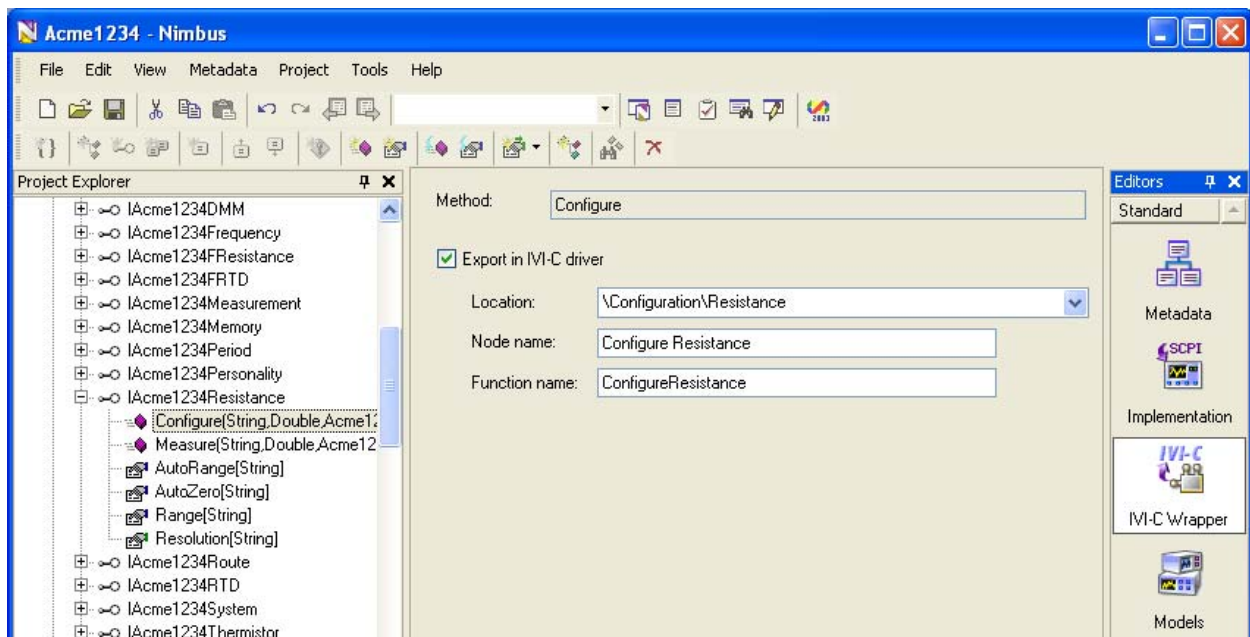 Acme1234 - Nimbus
File Edit View Metadata Project Tools Help
2003
Project Explorer
IAcme1234DMM
IAcme1234Frequency
IAcme1234FResistance
IAcme1234FRTD
IAcme1234Measurement
IAcme1234Memory
IAcme1234Period
IAcme1234Personality
IAcme1234Resistance
Configure(String,Double,Acme12
Measure(String,Double,Acme12
AutoRange[String]
AutoZero[String]
Range[String]
Resolution[String]
IAcme1234Route
IAcme1234RTD
IAcme1234System
IAcme1234Thermistor
Method: Configure
Export in IVI-C driver
Location: \Configuration\Resistance
Node name: Configure Resistance
Function name: ConfigureResistance
Editors
Standard
Metadata
SCPI
Implementation
IVI-C
IVI-C Wrapper
Models